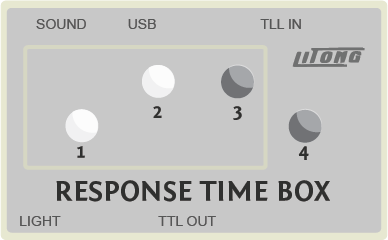 SOUND USB TLL IN
LiTONG
2 3
1 4
RESPONSE TIME BOX
LIGHT TTL OUT